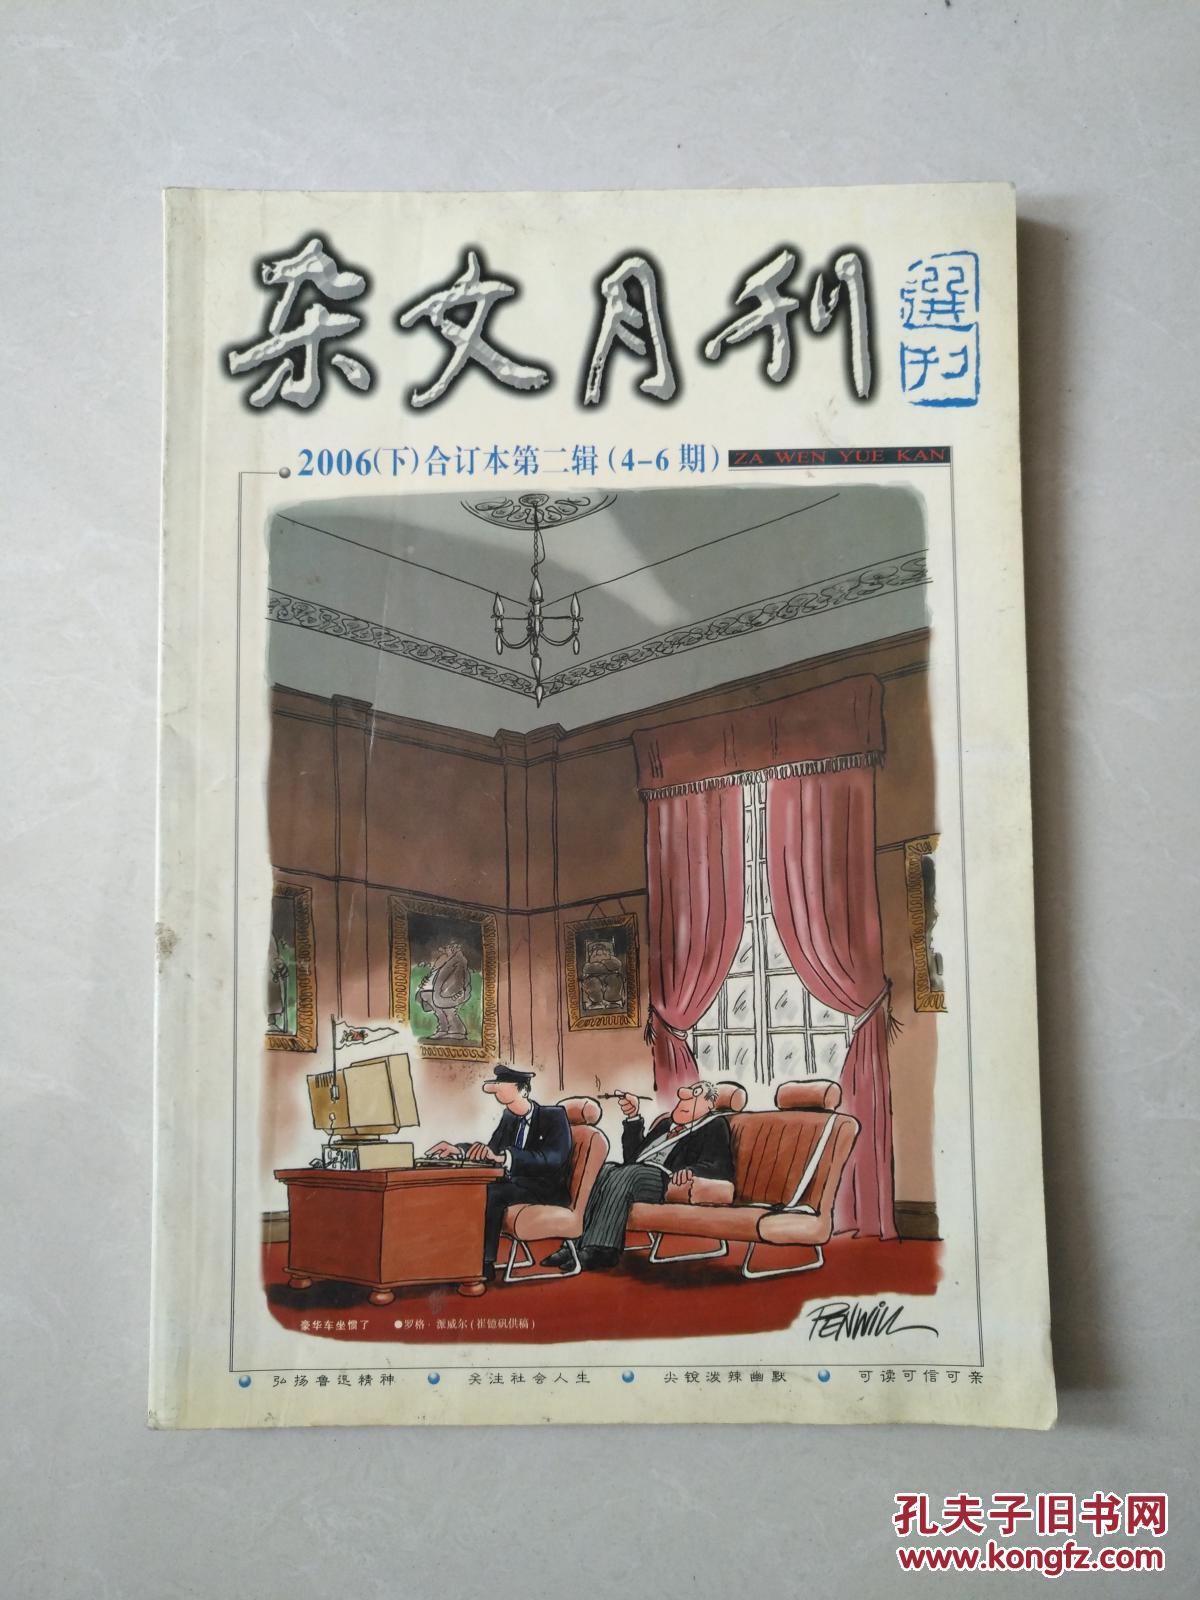 杂文月刊
選刊
2006(下)合订本第二辑(4-6期)
ZA WEN YUE KAN
豪华车坐惯了 ●罗格·派威尔(崔德矾供稿)
PENWILL
弘扬鲁迅精神 关注社会人生 尖锐泼辣幽默 可读可信可亲
孔夫子旧书网
www.kongfz.com